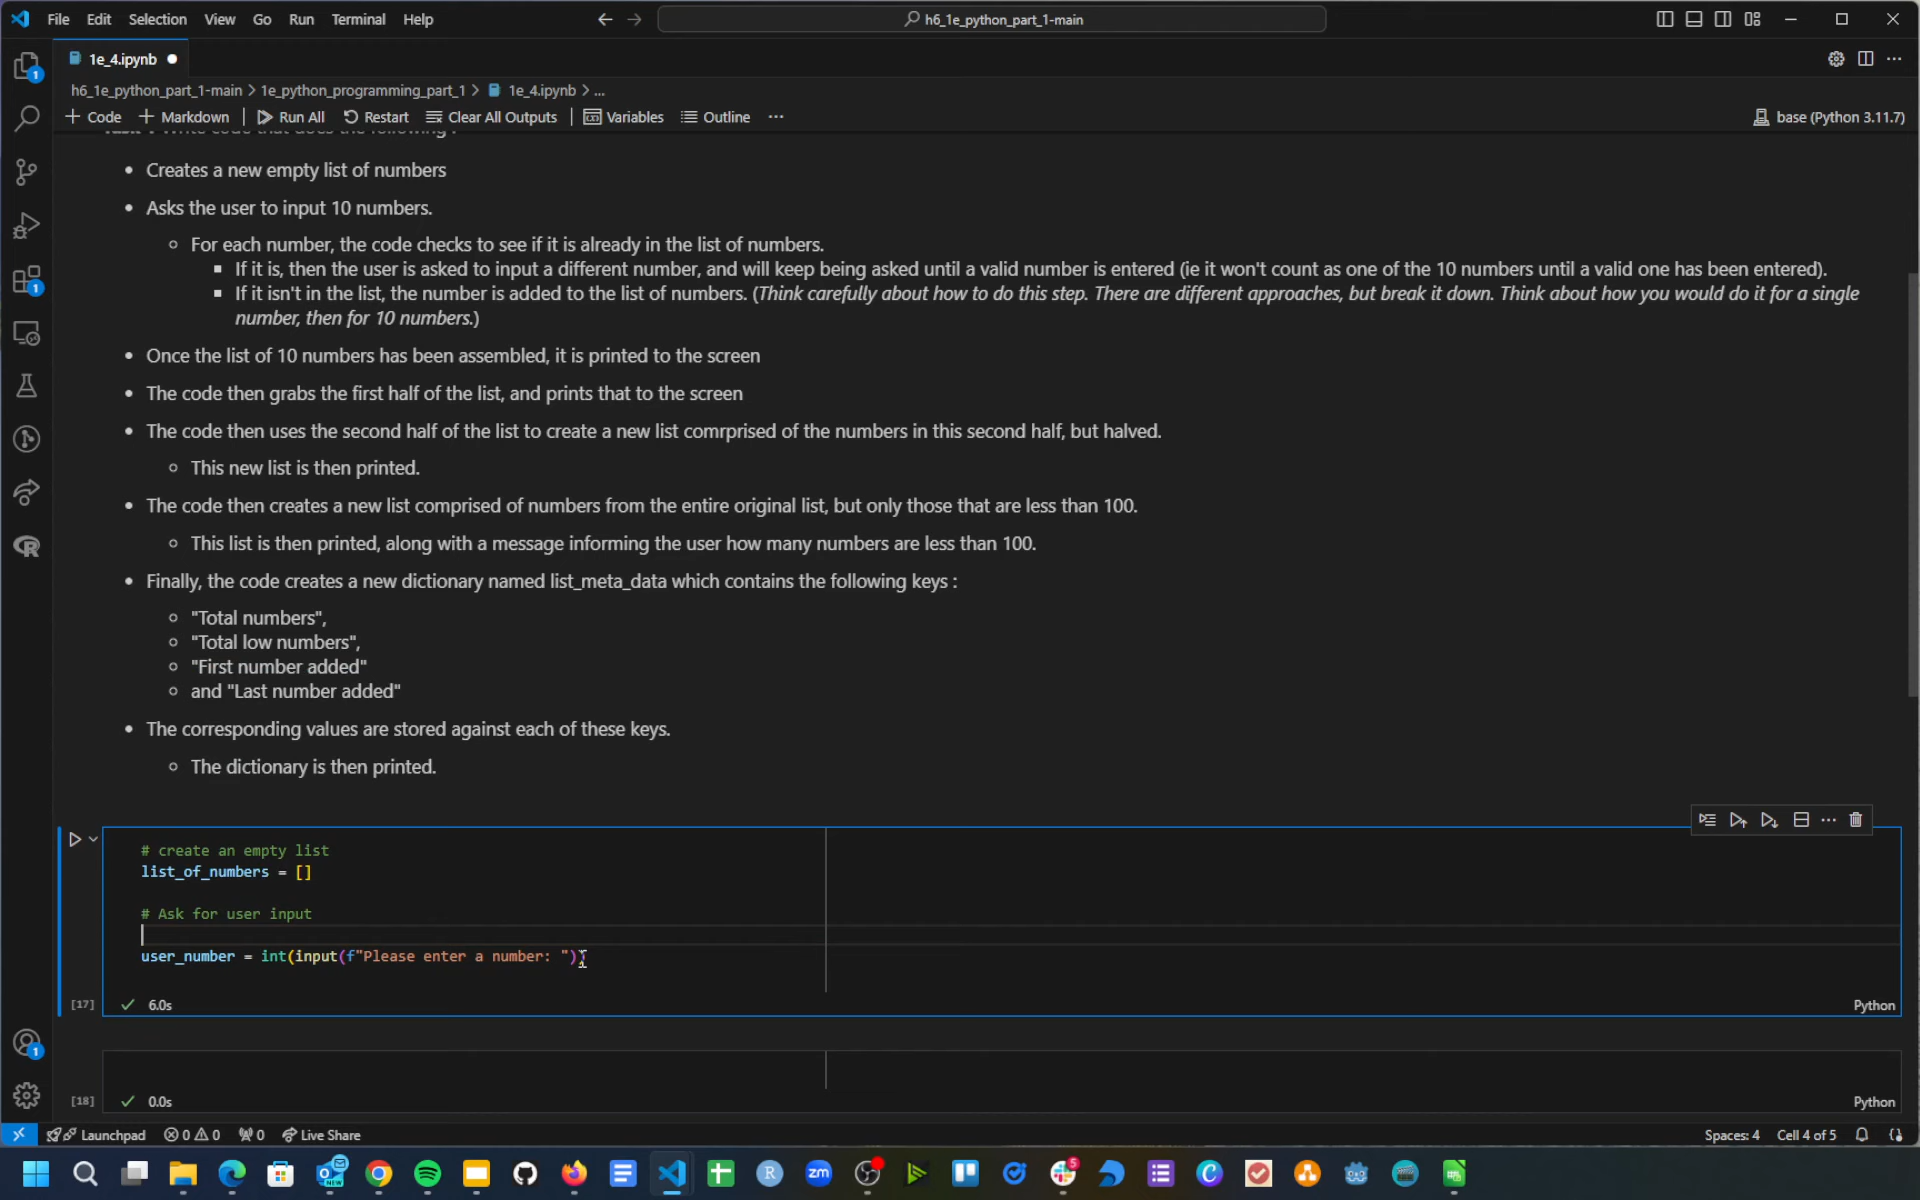 File Edit Selection View Go Run Terminal Help h6_1e_python_part_1-main
1e_4.ipynb
h6_1e_python_part_1-main > 1e_python_programming_part_1 > 1e_4.ipynb > ...
Code Markdown Run All Restart Clear All Outputs Variables Outline ... base (Python 3.11.7)
Write code that does the following :
• Creates a new empty list of numbers
• Asks the user to input 10 numbers.
For each number, the code checks to see if it is already in the list of numbers.
If it is, then the user is asked to input a different number, and will keep being asked until a valid number is entered (ie it won't count as one of the 10 numbers until a valid one has been entered).
If it isn't in the list, the number is added to the list of numbers. (Think carefully about how to do this step. There are different approaches, but break it down. Think about how you would do it for a single
number, then for 10 numbers.)
• Once the list of 10 numbers has been assembled, it is printed to the screen
• The code then grabs the first half of the list, and prints that to the screen
• The code then uses the second half of the list to create a new list comrprised of the numbers in this second half, but halved.
This new list is then printed.
• The code then creates a new list comprised of numbers from the entire original list, but only those that are less than 100.
This list is then printed, along with a message informing the user how many numbers are less than 100.
• Finally, the code creates a new dictionary named list_meta_data which contains the following keys :
"Total numbers",
"Total low numbers",
"First number added"
and "Last number added"
• The corresponding values are stored against each of these keys.
The dictionary is then printed.
# create an empty list
list_of_numbers = []
# Ask for user input
user_number = int(input(f"Please enter a number: "))
[17] 6.0s Python
[18] 0.0s Python
Launchpad 0 0 0 Live Share Spaces: 4 Cell 4 of 5